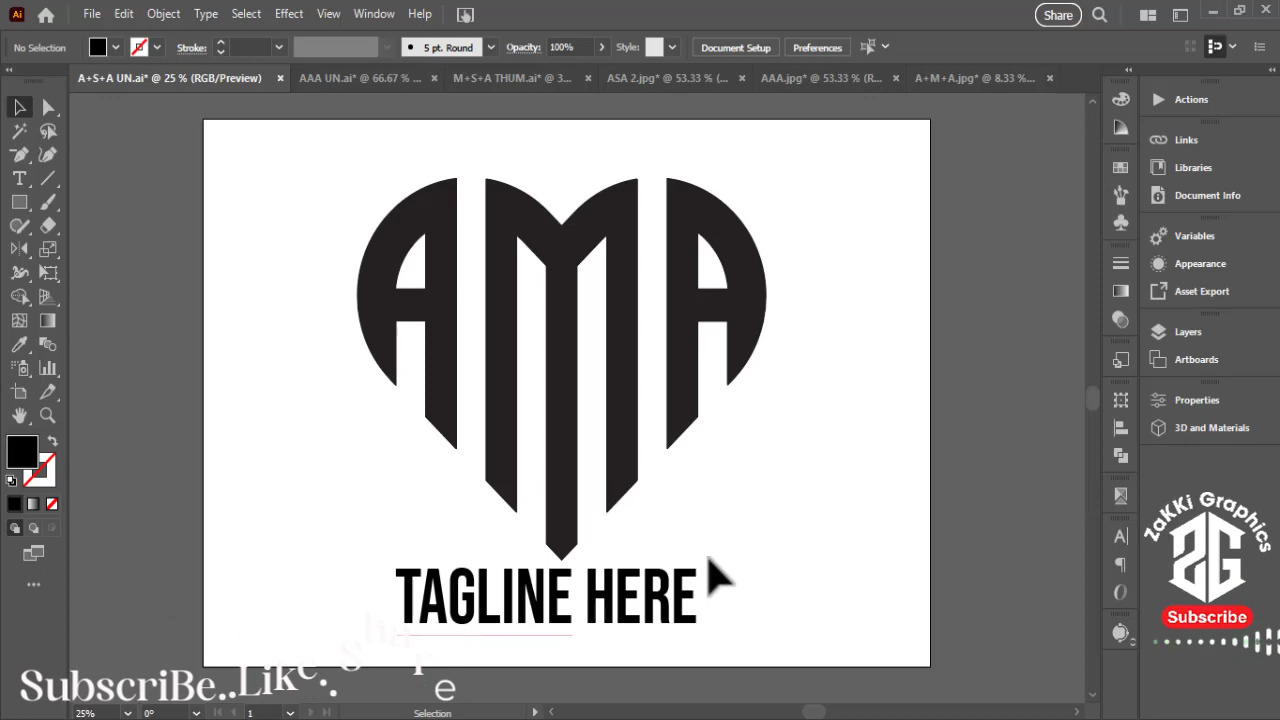 Ai File Edit Object Type Select Effect View Window Help Share
No Selection Stroke: 5 pt. Round Opacity: 100% Style: Document Setup Preferences
A+S+A UN.ai* @ 25 % (RGB/Preview) × AAA UN.ai* @ 66.67 % ... × M+S+A THUM.ai* @ 3... × ASA 2.jpg* @ 53.33 % (... × AAA.jpg* @ 53.33 % (R... × A+M+A.jpg* @ 8.33 %... ×
Actions
Links
Libraries
Document Info
Variables
Appearance
Asset Export
Layers
Artboards
Properties
3D and Materials
AMA
TAGLINE HERE
ZaKKi Graphics
ZG
Subscribe
SubscriBe..Like..Share
25% 0° 1 Selection